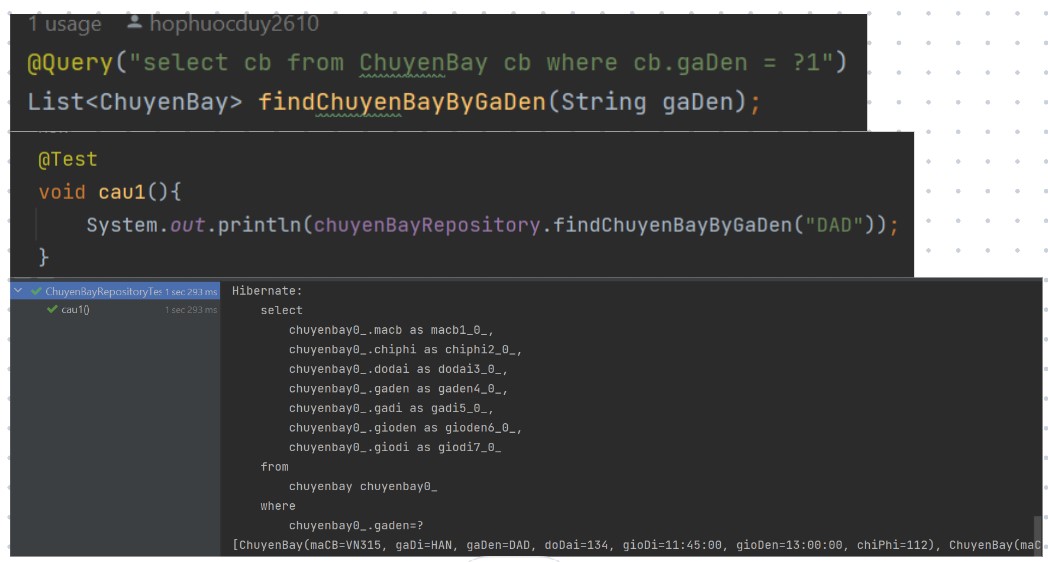 1 usage hophuocduy2610
@Query("select cb from ChuyenBay cb where cb.gaDen = ?1")
List<ChuyenBay> findChuyenBayByGaDen(String gaDen);
@Test
void cau1(){
System.out.println(chuyenBayRepository.findChuyenBayByGaDen("DAD"));
}
ChuyenBayRepositoryTes 1 sec 293 ms
cau1() 1 sec 293 ms
Hibernate:
select
chuyenbay0_.macb as macb1_0_,
chuyenbay0_.chiphi as chiphi2_0_,
chuyenbay0_.dodai as dodai3_0_,
chuyenbay0_.gaden as gaden4_0_,
chuyenbay0_.gadi as gadi5_0_,
chuyenbay0_.gioden as gioden6_0_,
chuyenbay0_.giodi as giodi7_0_
from
chuyenbay chuyenbay0_
where
chuyenbay0_.gaden=?
[ChuyenBay(maCB=VN315, gaDi=HAN, gaDen=DAD, doDai=134, gioDi=11:45:00, gioDen=13:00:00, chiPhi=112), ChuyenBay(maC